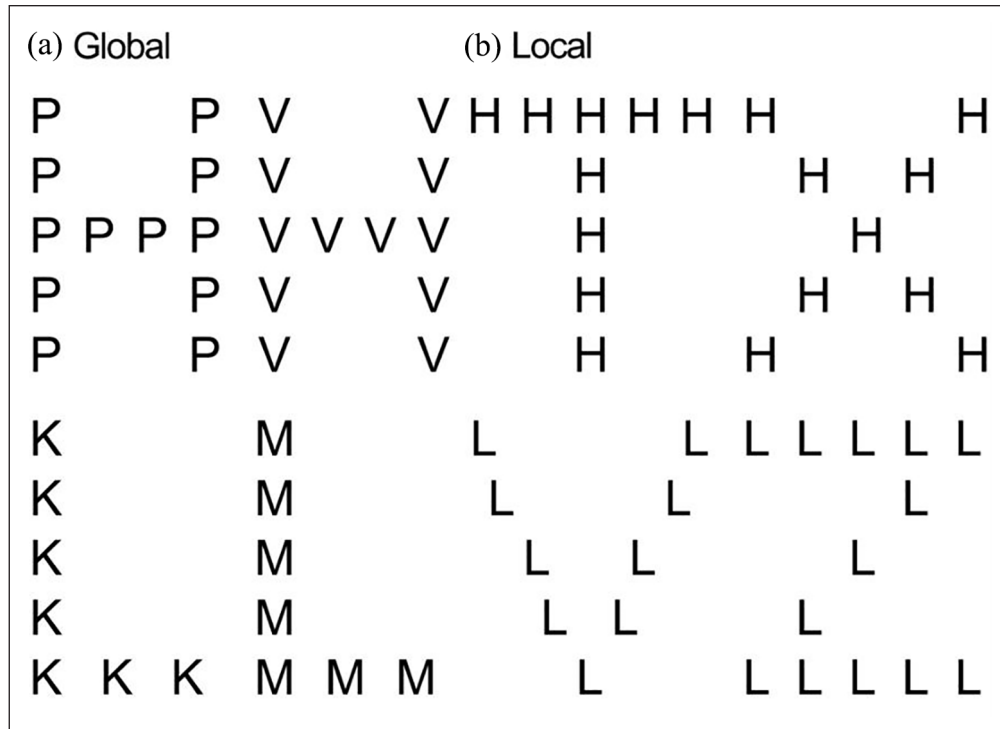 (a) Global (b) Local
P P V V H H H H H H H
P P V V H H H
P P P P V V V V H H
P P V V H H H
P P V V H H H
K M L L L L L L L
K M L L L
K M L L L
K M L L L
K K K M M M L L L L L L